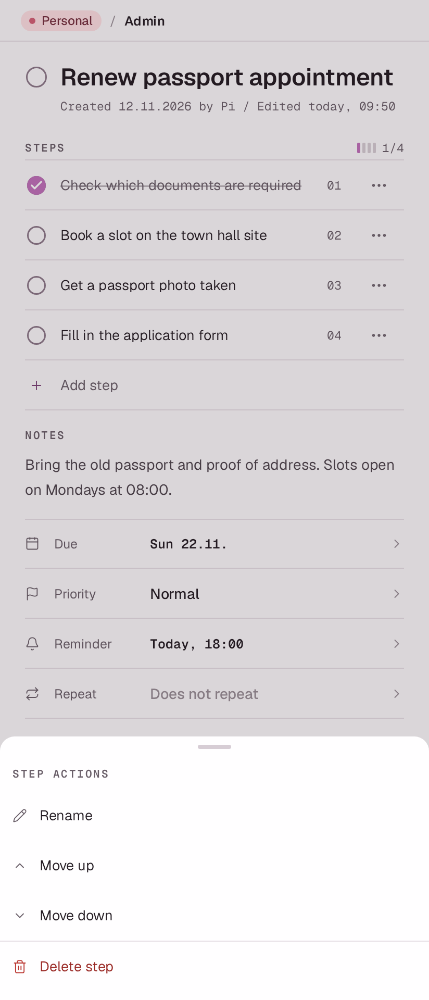 Personal / Admin
Renew passport appointment
Created 12.11.2026 by Pi / Edited today, 09:50
STEPS 1/4
Check which documents are required 01
Book a slot on the town hall site 02
Get a passport photo taken 03
Fill in the application form 04
Add step
NOTES
Bring the old passport and proof of address. Slots open
on Mondays at 08:00.
Due Sun 22.11.
Priority Normal
Reminder Today, 18:00
Repeat Does not repeat
STEP ACTIONS
Rename
Move up
Move down
Delete step